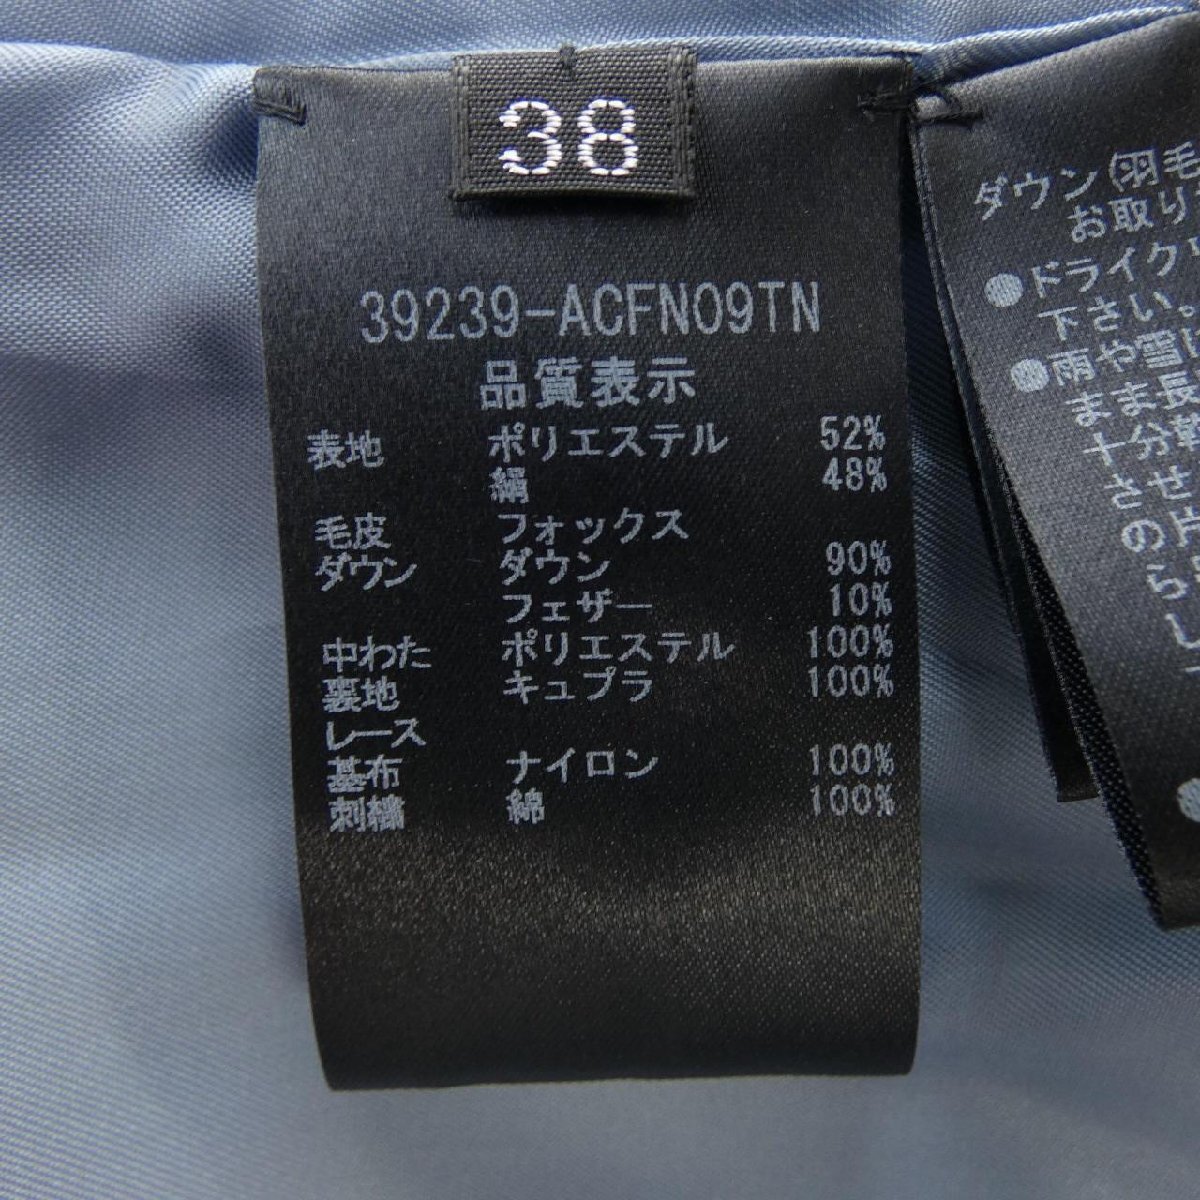 38
39239-ACFN09TN
品質表示
表地 ポリエステル 52%
絹 48%
毛皮 フォックス
ダウン ダウン 90%
フェザー 10%
中わた ポリエステル 100%
裏地 キュプラ 100%
レース
基布 ナイロン 100%
刺繍 綿 100%
ダウン(羽毛
お取り
●ドライク
下さい。
●雨や雪に
まま長
十分乾
させ
の片
ら
し